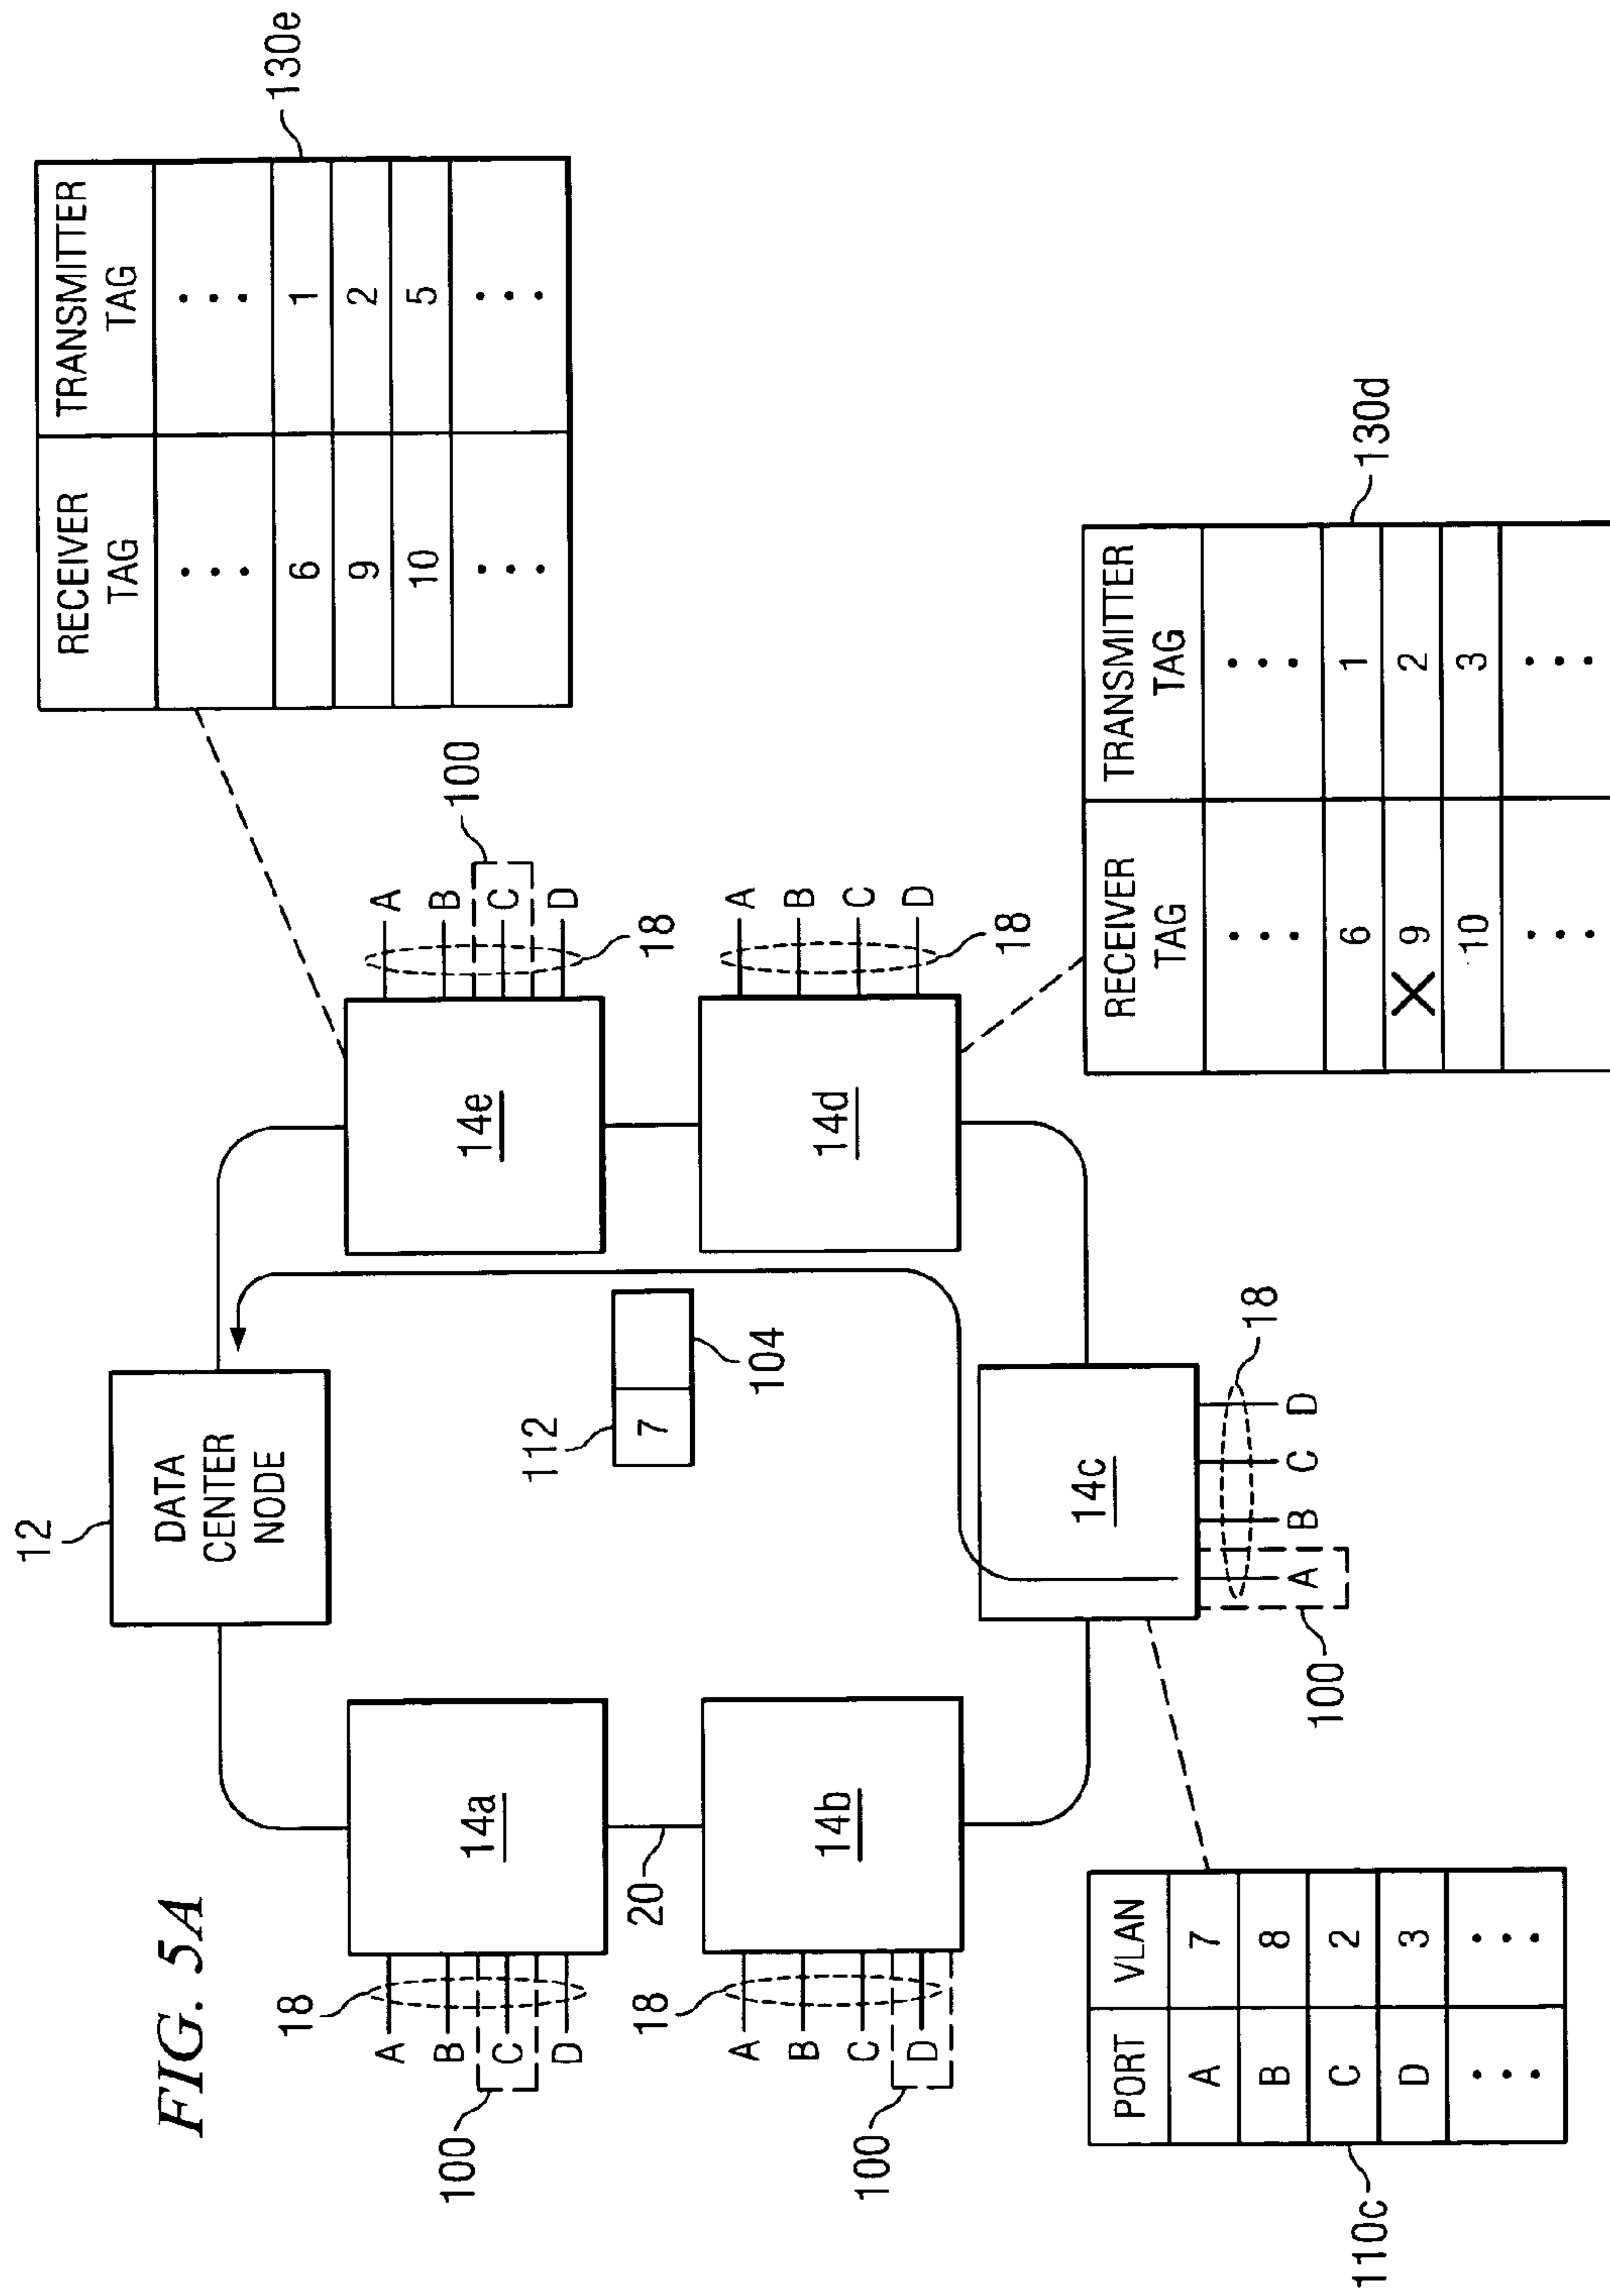 FIG. 5A
12
DATA
CENTER
NODE
14a
14b
14c
14d
14e
20
112
7
104
18
A
B
C
D
100
18
A
B
C
D
100
18
A
B
C
D
100
18
A
B
C
D
100
18
A
B
C
D
110c
PORT VLAN
A 7
B 8
C 2
D 3
⋮ ⋮
130e
RECEIVER TAG TRANSMITTER TAG
⋮ ⋮
6 1
9 2
10 5
⋮ ⋮
130d
RECEIVER TAG TRANSMITTER TAG
⋮ ⋮
6 1
X 9 2
10 3
⋮ ⋮